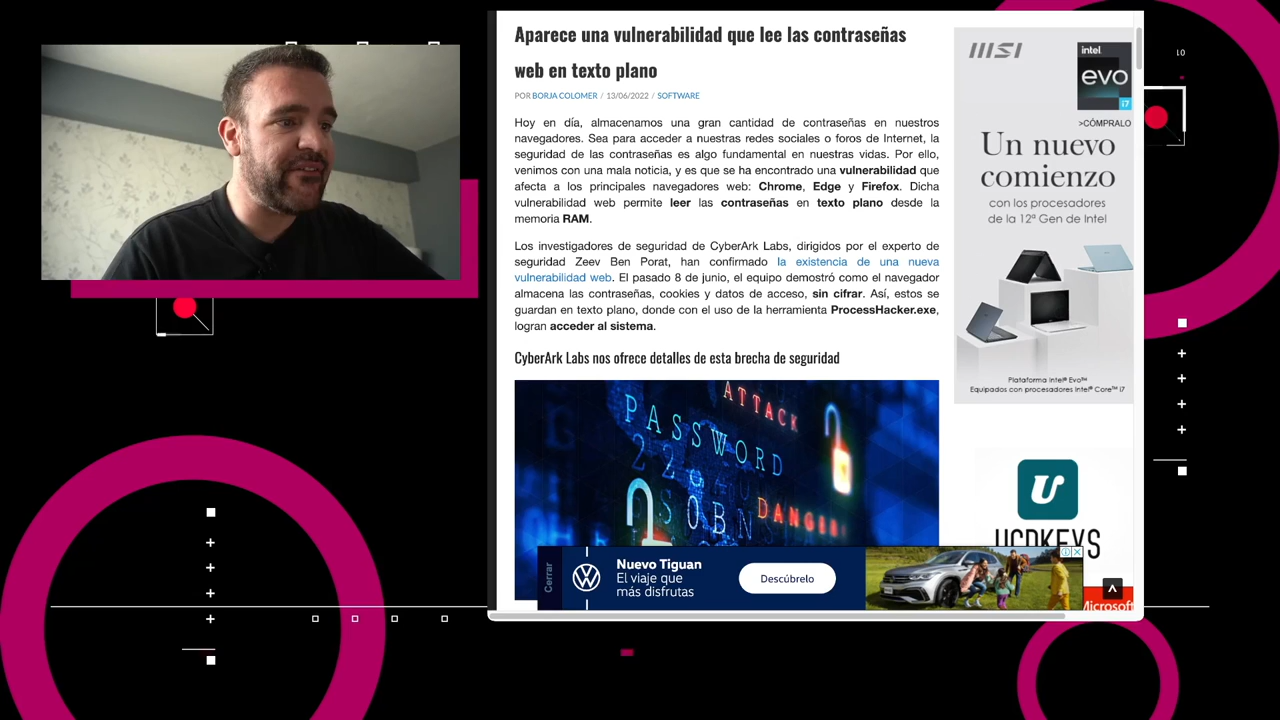 Aparece una vulnerabilidad que lee las contraseñas
web en texto plano
POR BORJA COLOMER / 13/06/2022 / SOFTWARE
Hoy en día, almacenamos una gran cantidad de contraseñas en nuestros
navegadores. Sea para acceder a nuestras redes sociales o foros de Internet, la
seguridad de las contraseñas es algo fundamental en nuestras vidas. Por ello,
venimos con una mala noticia, y es que se ha encontrado una vulnerabilidad que
afecta a los principales navegadores web: Chrome, Edge y Firefox. Dicha
vulnerabilidad web permite leer las contraseñas en texto plano desde la
memoria RAM.
Los investigadores de seguridad de CyberArk Labs, dirigidos por el experto de
seguridad Zeev Ben Porat, han confirmado la existencia de una nueva
vulnerabilidad web. El pasado 8 de junio, el equipo demostró como el navegador
almacena las contraseñas, cookies y datos de acceso, sin cifrar. Así, estos se
guardan en texto plano, donde con el uso de la herramienta ProcessHacker.exe,
logran acceder al sistema.
CyberArk Labs nos ofrece detalles de esta brecha de seguridad
ATTACK
PASSWORD
DANGER!
Cerrar
Nuevo Tiguan
El viaje que
más disfrutas
Descúbrelo
msi
intel
evo
i7
>CÓMPRALO
Un nuevo
comienzo
con los procesadores
de la 12ª Gen de Intel
Plataforma Intel® Evo™
Equipados con procesadores Intel® Core™ i7
U
Microsoft
10